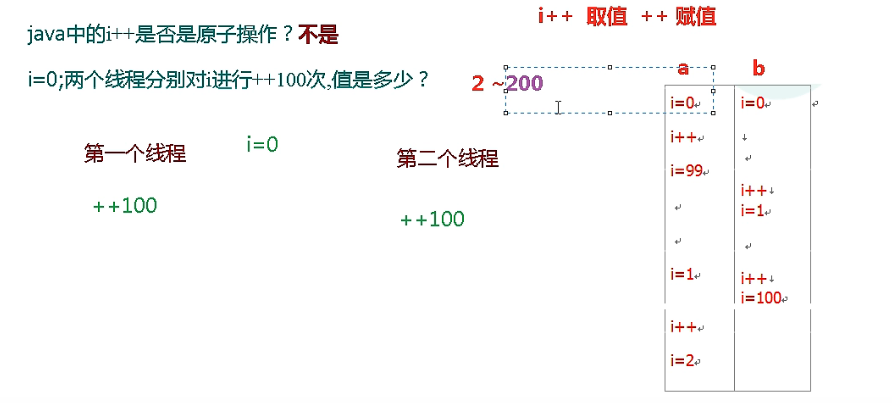 i++ 取值 ++ 赋值
java中的i++是否是原子操作？不是
i=0;两个线程分别对i进行++100次,值是多少？
2 ~200
第一个线程
i=0
第二个线程
++100
++100
a b
i=0 i=0
i++
i=99
i++
i=1
i=1
i++
i=100
i++
i=2